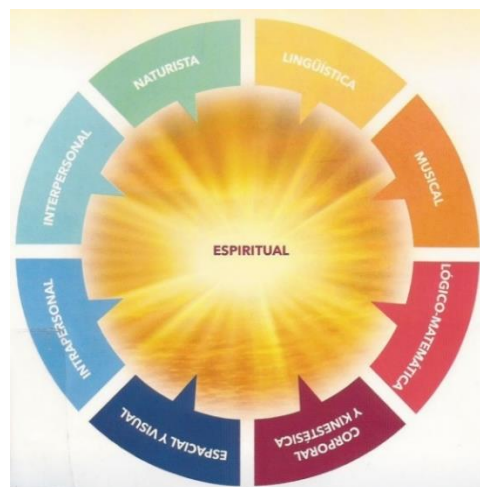 NATURISTA
LINGÜÍSTICA
MUSICAL
LÓGICO-MATEMÁTICA
CORPORAL
Y KINESTÉSICA
ESPACIAL Y VISUAL
INTRAPERSONAL
INTERPERSONAL
ESPIRITUAL